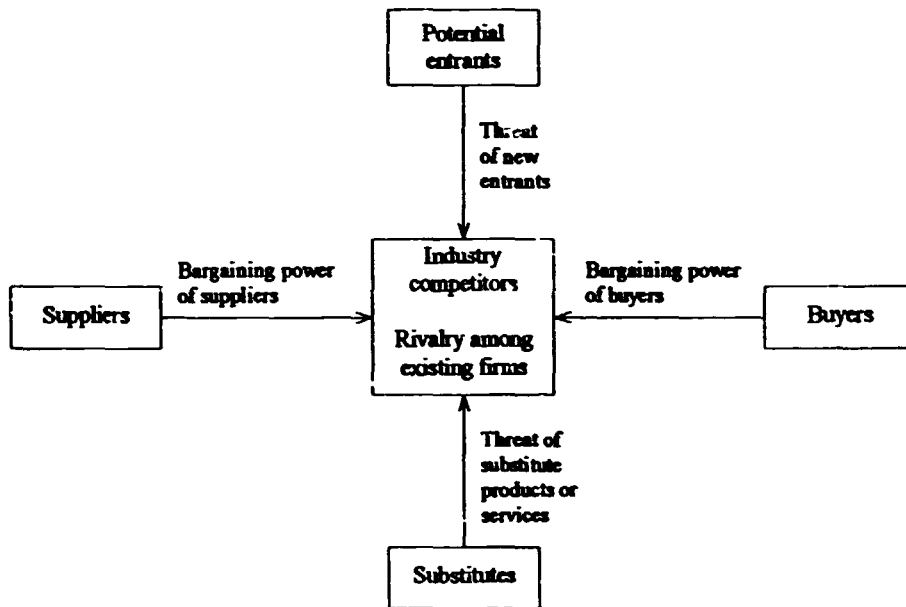 Potential
entrants
Threat
of new
entrants
Industry
competitors
Rivalry among
existing firms
Bargaining power
of suppliers
Suppliers
Bargaining power
of buyers
Buyers
Threat of
substitute
products or
services
Substitutes